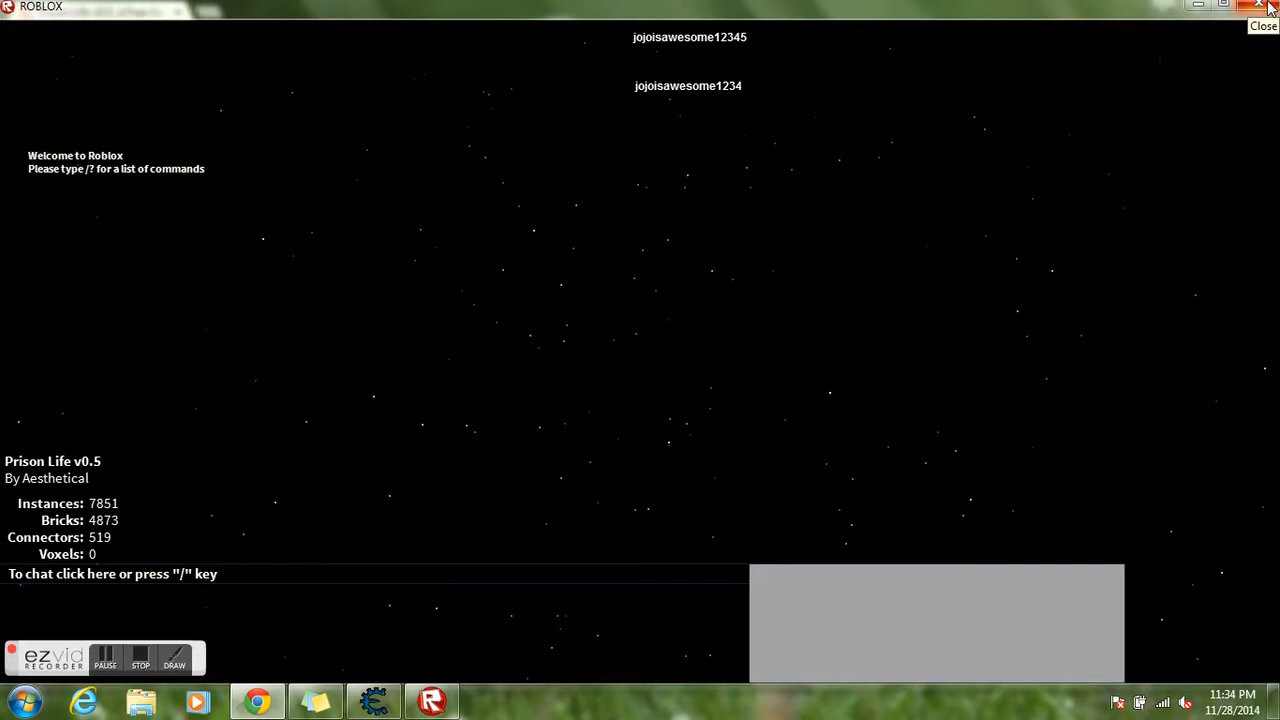 ROBLOX
Close
jojoisawesome12345
jojoisawesome1234
Welcome to Roblox
Please type /? for a list of commands
Prison Life v0.5
By Aesthetical
Instances: 7851
Bricks: 4873
Connectors: 519
Voxels: 0
To chat click here or press "/" key
ezvid
RECORDER
PAUSE
STOP
DRAW
11:34 PM
11/28/2014